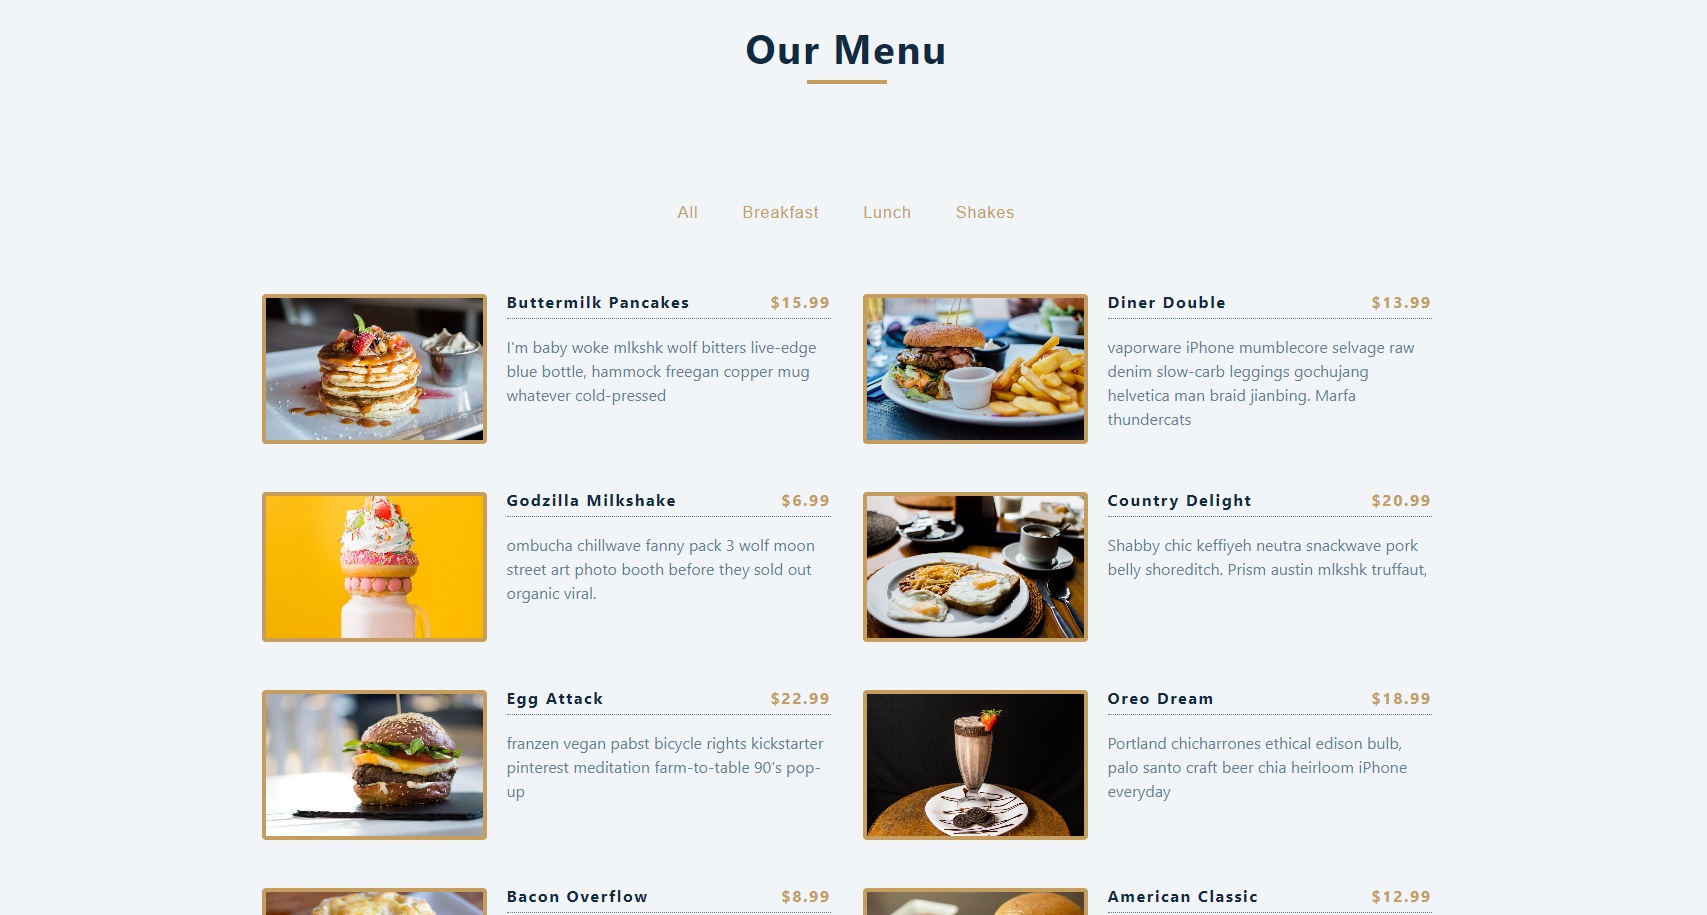 Our Menu
All Breakfast Lunch Shakes
Buttermilk Pancakes $15.99
I'm baby woke mlkshk wolf bitters live-edge
blue bottle, hammock freegan copper mug
whatever cold-pressed
Diner Double $13.99
vaporware iPhone mumblecore selvage raw
denim slow-carb leggings gochujang
helvetica man braid jianbing. Marfa
thundercats
Godzilla Milkshake $6.99
ombucha chillwave fanny pack 3 wolf moon
street art photo booth before they sold out
organic viral.
Country Delight $20.99
Shabby chic keffiyeh neutra snackwave pork
belly shoreditch. Prism austin mlkshk truffaut,
Egg Attack $22.99
franzen vegan pabst bicycle rights kickstarter
pinterest meditation farm-to-table 90's pop-
up
Oreo Dream $18.99
Portland chicharrones ethical edison bulb,
palo santo craft beer chia heirloom iPhone
everyday
Bacon Overflow $8.99
American Classic $12.99